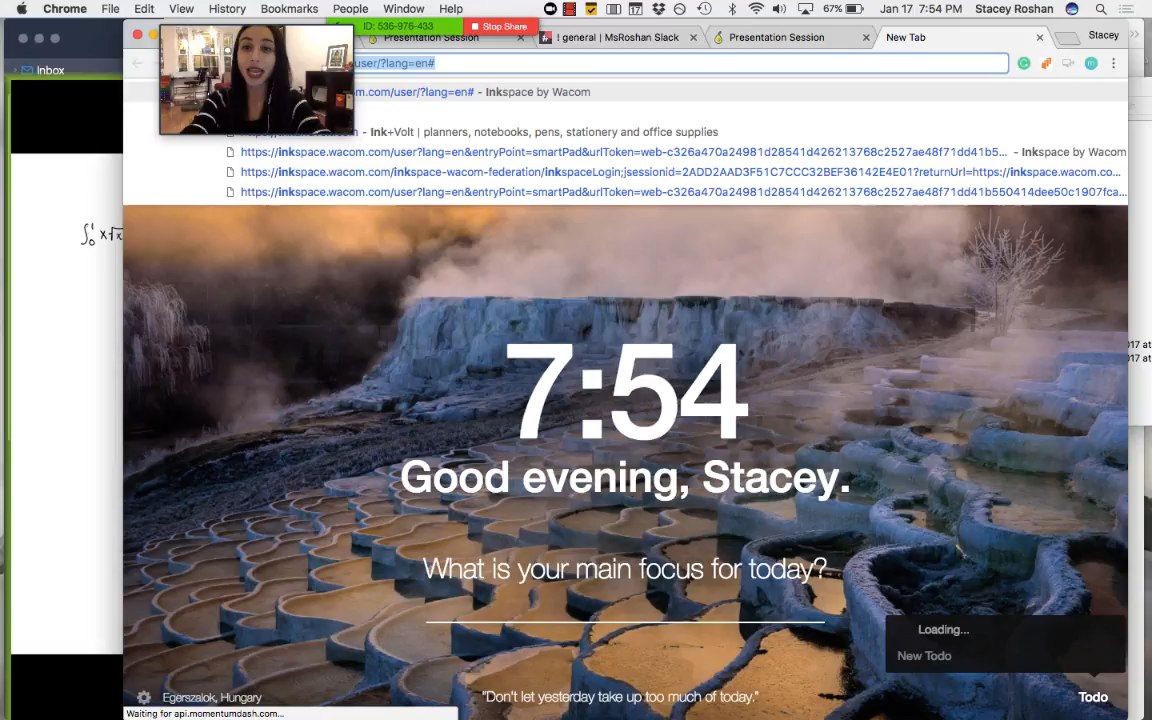 Chrome File Edit View History Bookmarks People Window Help 67% Jan 17 7:54 PM Stacey Roshan
ID: 536-976-433 Stop Share
Presentation Session
! general | MsRoshan Slack
Presentation Session
New Tab
Stacey
Inbox
user/?lang=en#
om.com/user/?lang=en# - Inkspace by Wacom
- Ink+Volt | planners, notebooks, pens, stationery and office supplies
https://inkspace.wacom.com/user?lang=en&entryPoint=smartPad&urlToken=web-c326a470a24981d28541d426213768c2527ae48f71dd41b5... - Inkspace by Wacom
https://inkspace.wacom.com/inkspace-wacom-federation/inkspaceLogin;jsessionid=2ADD2AAD3F51C7CCC32BEF36142E4E01?returnUrl=https://inkspace.wacom.co...
https://inkspace.wacom.com/user?lang=en&entryPoint=smartPad&urlToken=web-c326a470a24981d28541d426213768c2527ae48f71dd41b550414dee50c1907fca...
∫₀¹ x√x
017 at
017 at
7:54
Good evening, Stacey.
What is your main focus for today?
Loading...
New Todo
Egerszalok, Hungary
"Don't let yesterday take up too much of today."
Todo
Waiting for api.momentumdash.com...